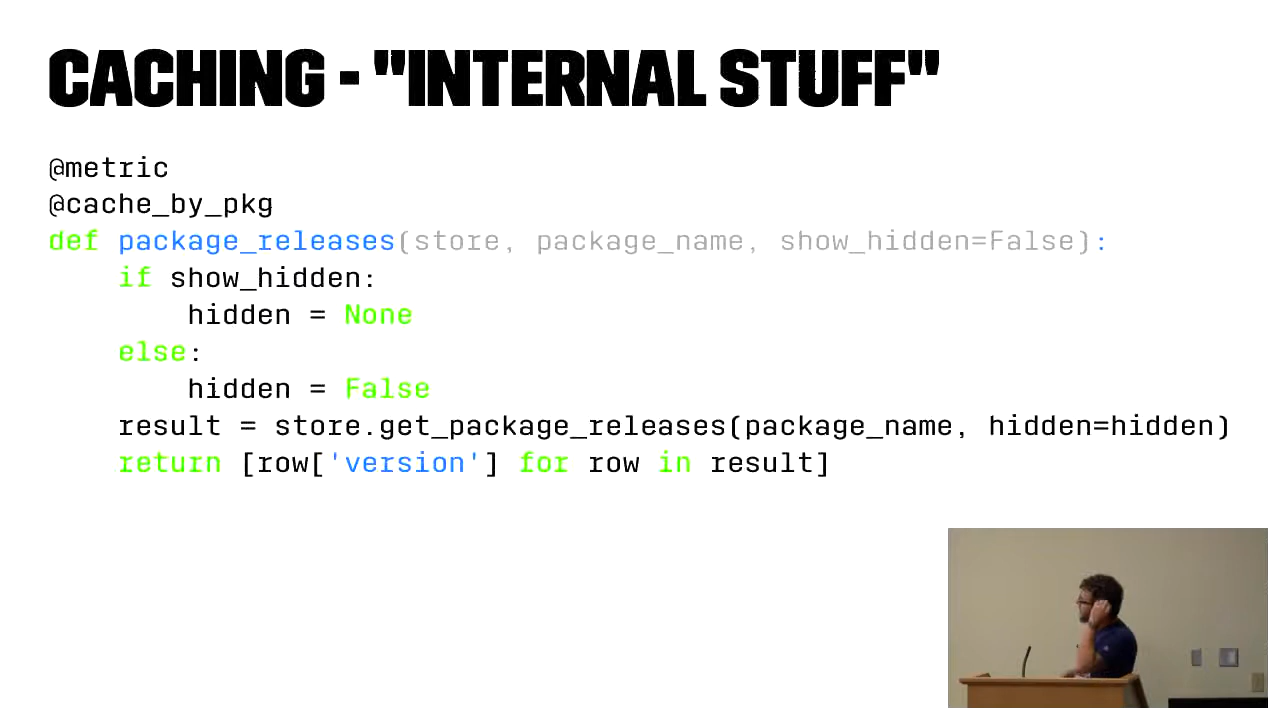 CACHING - "INTERNAL STUFF"
@metric
@cache_by_pkg
def package_releases(store, package_name, show_hidden=False):
    if show_hidden:
        hidden = None
    else:
        hidden = False
    result = store.get_package_releases(package_name, hidden=hidden)
    return [row['version'] for row in result]